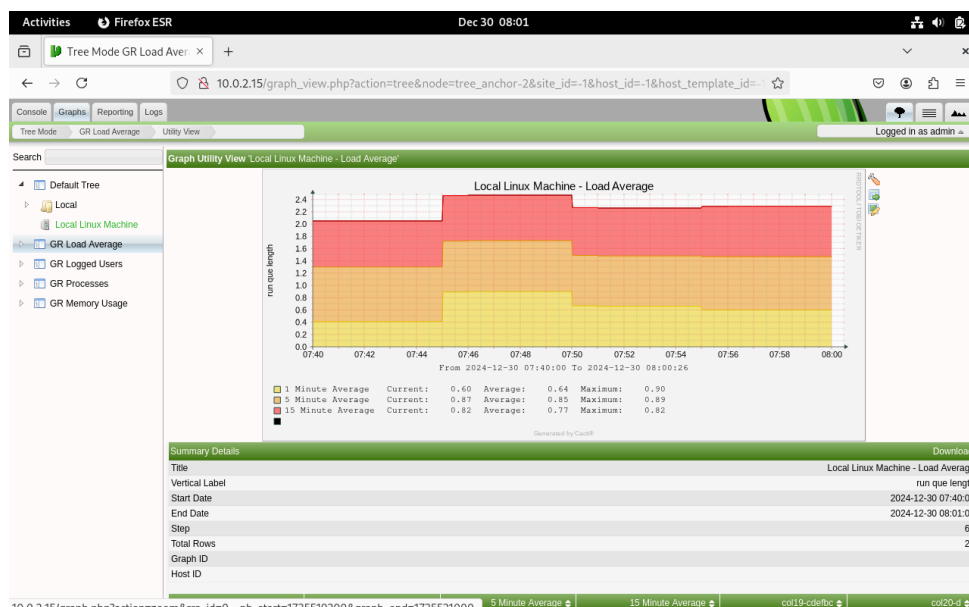 Activities Firefox ESR Dec 30 08:01
Tree Mode GR Load Aver × +
10.0.2.15/graph_view.php?action=tree&node=tree_anchor-2&site_id=-1&host_id=-1&host_template_id=-
Console Graphs Reporting Logs
Tree Mode GR Load Average Utility View Logged in as admin
Search
Default Tree
Local
Local Linux Machine
GR Load Average
GR Logged Users
GR Processes
GR Memory Usage
Graph Utility View 'Local Linux Machine - Load Average'
Local Linux Machine - Load Average
RRDTOOL / TOBI OETIKER
run que length
2.4
2.2
2.0
1.8
1.6
1.4
1.2
1.0
0.8
0.6
0.4
0.2
0.0
07:40 07:42 07:44 07:46 07:48 07:50 07:52 07:54 07:56 07:58 08:00
From 2024-12-30 07:40:00 To 2024-12-30 08:00:26
1 Minute Average Current: 0.60 Average: 0.64 Maximum: 0.90
5 Minute Average Current: 0.87 Average: 0.85 Maximum: 0.89
15 Minute Average Current: 0.82 Average: 0.77 Maximum: 0.82
Generated by Cacti®
Summary Details Downloa
Title Local Linux Machine - Load Averag
Vertical Label run que lengt
Start Date 2024-12-30 07:40:0
End Date 2024-12-30 08:01:0
Step 6
Total Rows 2
Graph ID
Host ID
5 Minute Average 15 Minute Average col19-cdefbc col20-d